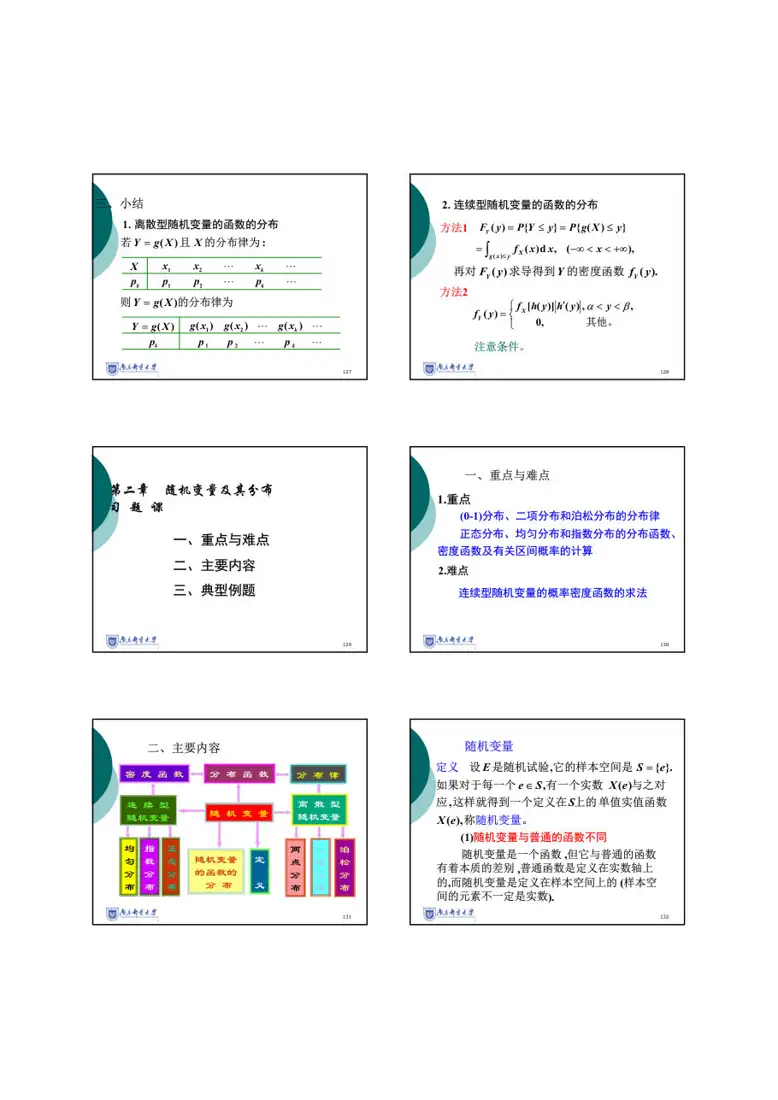 三、小结
1. 离散型随机变量的函数的分布
若 Y = g(X) 且 X 的分布律为 :
X x₁ x₂ ⋯ xₖ ⋯
pₖ p₁ p₂ ⋯ pₖ ⋯
则 Y = g(X)的分布律为
Y = g(X) g(x₁) g(x₂) ⋯ g(xₖ) ⋯
pₖ p₁ p₂ ⋯ pₖ ⋯
127
2. 连续型随机变量的函数的分布
方法1 F_Y(y) = P{Y ≤ y} = P{g(X) ≤ y}
= ∫_{g(x)≤y} f_X(x)d x, (−∞ < x < +∞),
再对 F_Y(y) 求导得到 Y 的密度函数 f_Y(y).
方法2
f_Y(y) = { f_X[h(y)]|h′(y)|, α < y < β,
0, 其他。
注意条件。
128
第二章 随机变量及其分布
习 题 课
一、重点与难点
二、主要内容
三、典型例题
129
一、重点与难点
1.重点
(0-1)分布、二项分布和泊松分布的分布律
正态分布、均匀分布和指数分布的分布函数、
密度函数及有关区间概率的计算
2.难点
连续型随机变量的概率密度函数的求法
130
二、主要内容
密 度 函 数 分 布 函 数 分 布 律
连 续 型
随机变量
随 机 变 量
离 散 型
随机变量
均匀分布
指数分布
正态分布
随机变量
的函数的
分 布
定义
两点分布
泊松分布
131
随机变量
定义 设 E 是随机试验,它的样本空间是 S = {e}.
如果对于每一个 e ∈ S,有一个实数 X(e)与之对
应,这样就得到一个定义在S上的 单值实值函数
X(e),称随机变量。
(1)随机变量与普通的函数不同
随机变量是一个函数 ,但它与普通的函数
有着本质的差别 ,普通函数是定义在实数轴上
的,而随机变量是定义在样本空间上的 (样本空
间的元素不一定是实数).
132